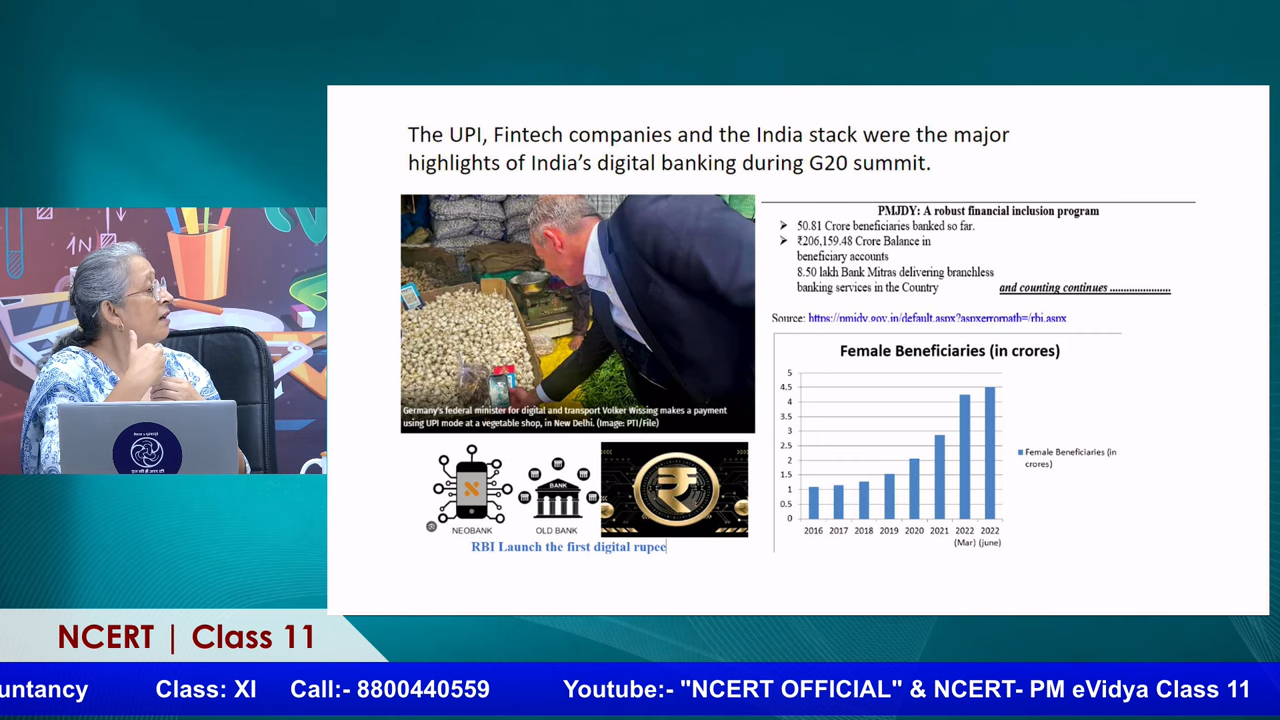 The UPI, Fintech companies and the India stack were the major
highlights of India's digital banking during G20 summit.
Germany's federal minister for digital and transport Volker Wissing makes a payment
using UPI mode at a vegetable shop, in New Delhi. (Image: PTI/File)
NEOBANK
BANK
OLD BANK
RBI Launch the first digital rupee
PMJDY: A robust financial inclusion program
50.81 Crore beneficiaries banked so far.
₹206,159.48 Crore Balance in
beneficiary accounts
8.50 lakh Bank Mitras delivering branchless
banking services in the Country and counting continues ......................
Source: https://pmjdy.gov.in/default.aspx?aspxerrorpath=/rbi.aspx
Female Beneficiaries (in crores)
5
4.5
4
3.5
3
2.5
2
1.5
1
0.5
0
2016 2017 2018 2019 2020 2021 2022 2022
(Mar) (june)
Female Beneficiaries (in
crores)
NCERT | Class 11
untancy Class: XI Call:- 8800440559 Youtube:- "NCERT OFFICIAL" & NCERT- PM eVidya Class 11